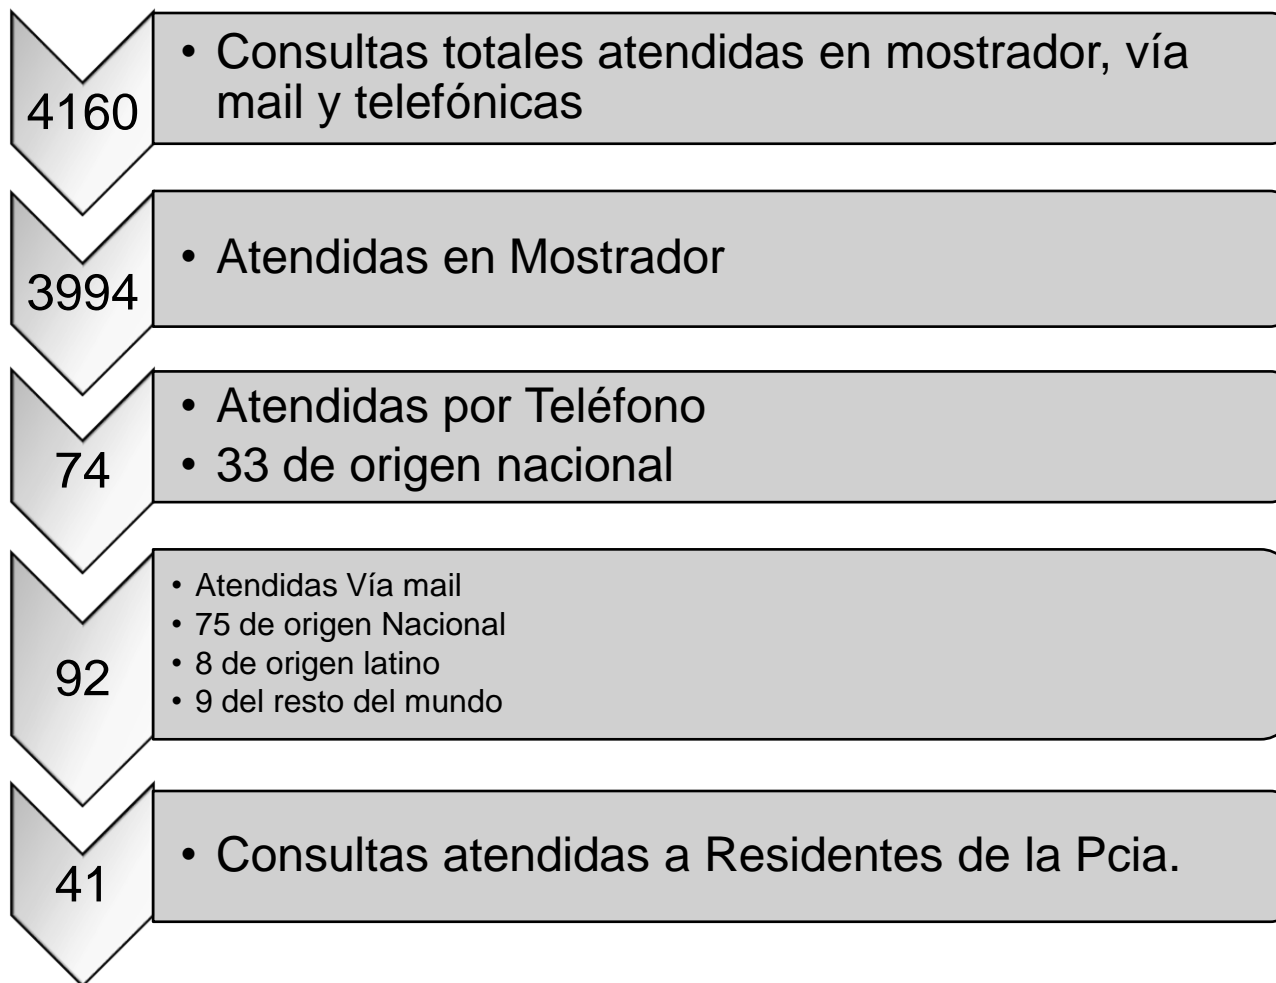 4160
• Consultas totales atendidas en mostrador, vía
mail y telefónicas
3994
• Atendidas en Mostrador
74
• Atendidas por Teléfono
• 33 de origen nacional
92
• Atendidas Vía mail
• 75 de origen Nacional
• 8 de origen latino
• 9 del resto del mundo
41
• Consultas atendidas a Residentes de la Pcia.